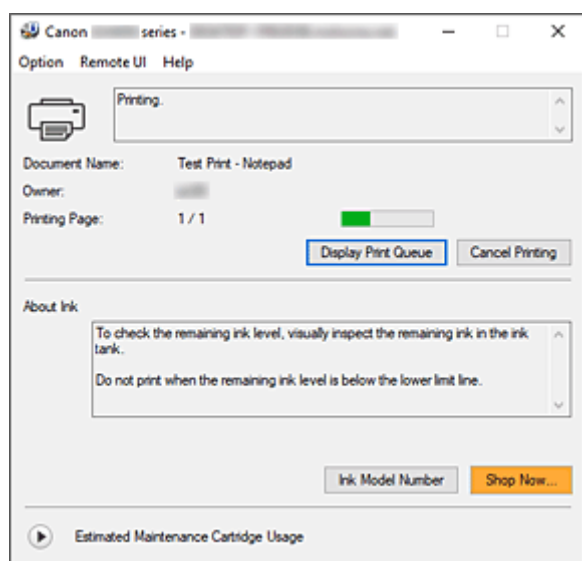 Canon series -
Option Remote UI Help
Printing.
Document Name: Test Print - Notepad
Owner:
Printing Page: 1 / 1
Display Print Queue Cancel Printing
About Ink
To check the remaining ink level, visually inspect the remaining ink in the ink
tank.
Do not print when the remaining ink level is below the lower limit line.
Ink Model Number Shop Now...
Estimated Maintenance Cartridge Usage